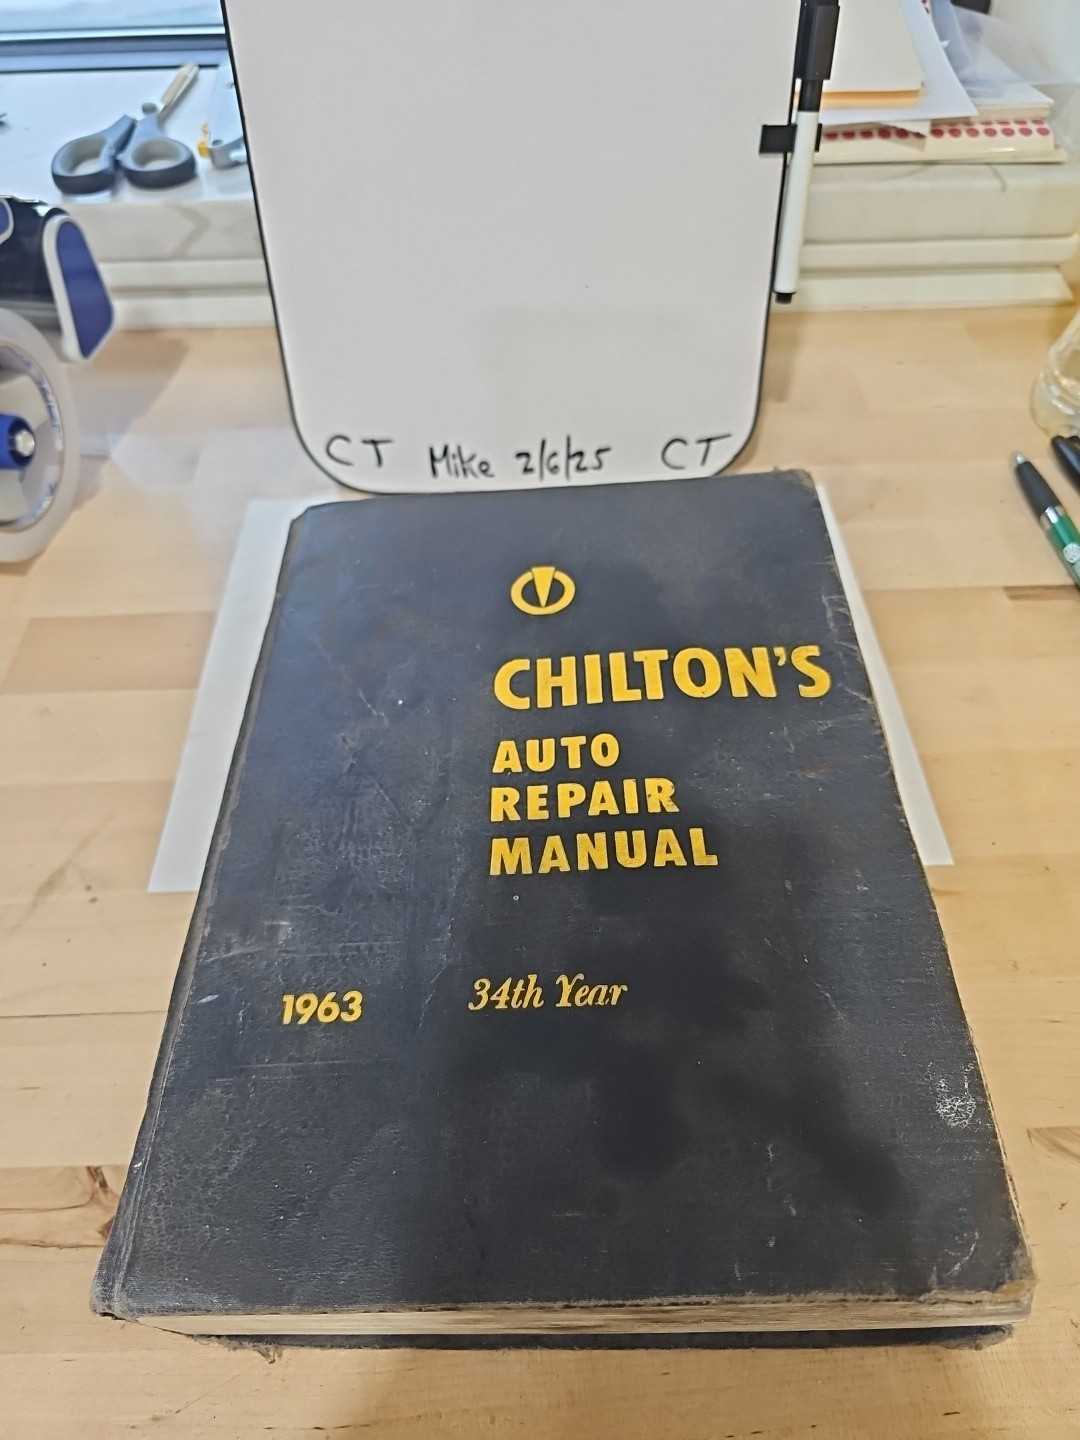 CT Mike 2/6/25 CT
CHILTON'S
AUTO
REPAIR
MANUAL
1963 34th Year